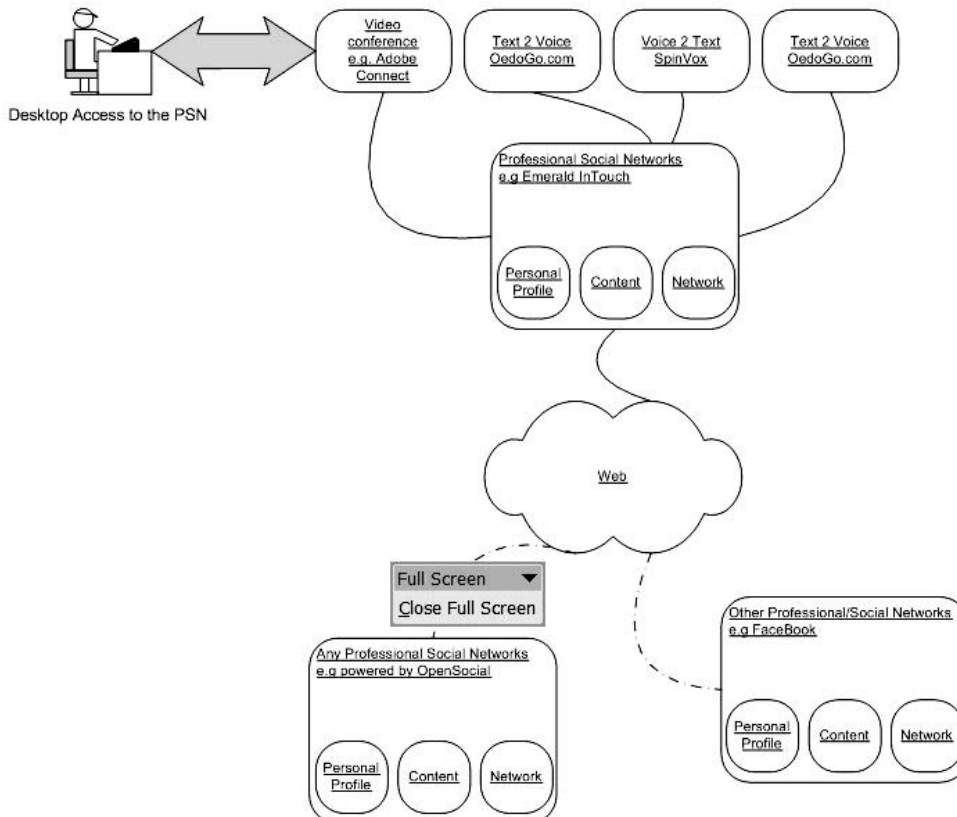 Video
conference
e.g. Adobe
Connect
Text 2 Voice
OedoGo.com
Voice 2 Text
SpinVox
Text 2 Voice
OedoGo.com
Desktop Access to the PSN
Professional Social Networks
e.g Emerald InTouch
Personal
Profile
Content
Network
Web
Full Screen
Close Full Screen
Any Professional Social Networks
e.g powered by OpenSocial
Personal
Profile
Content
Network
Other Professional/Social Networks
e.g FaceBook
Personal
Profile
Content
Network